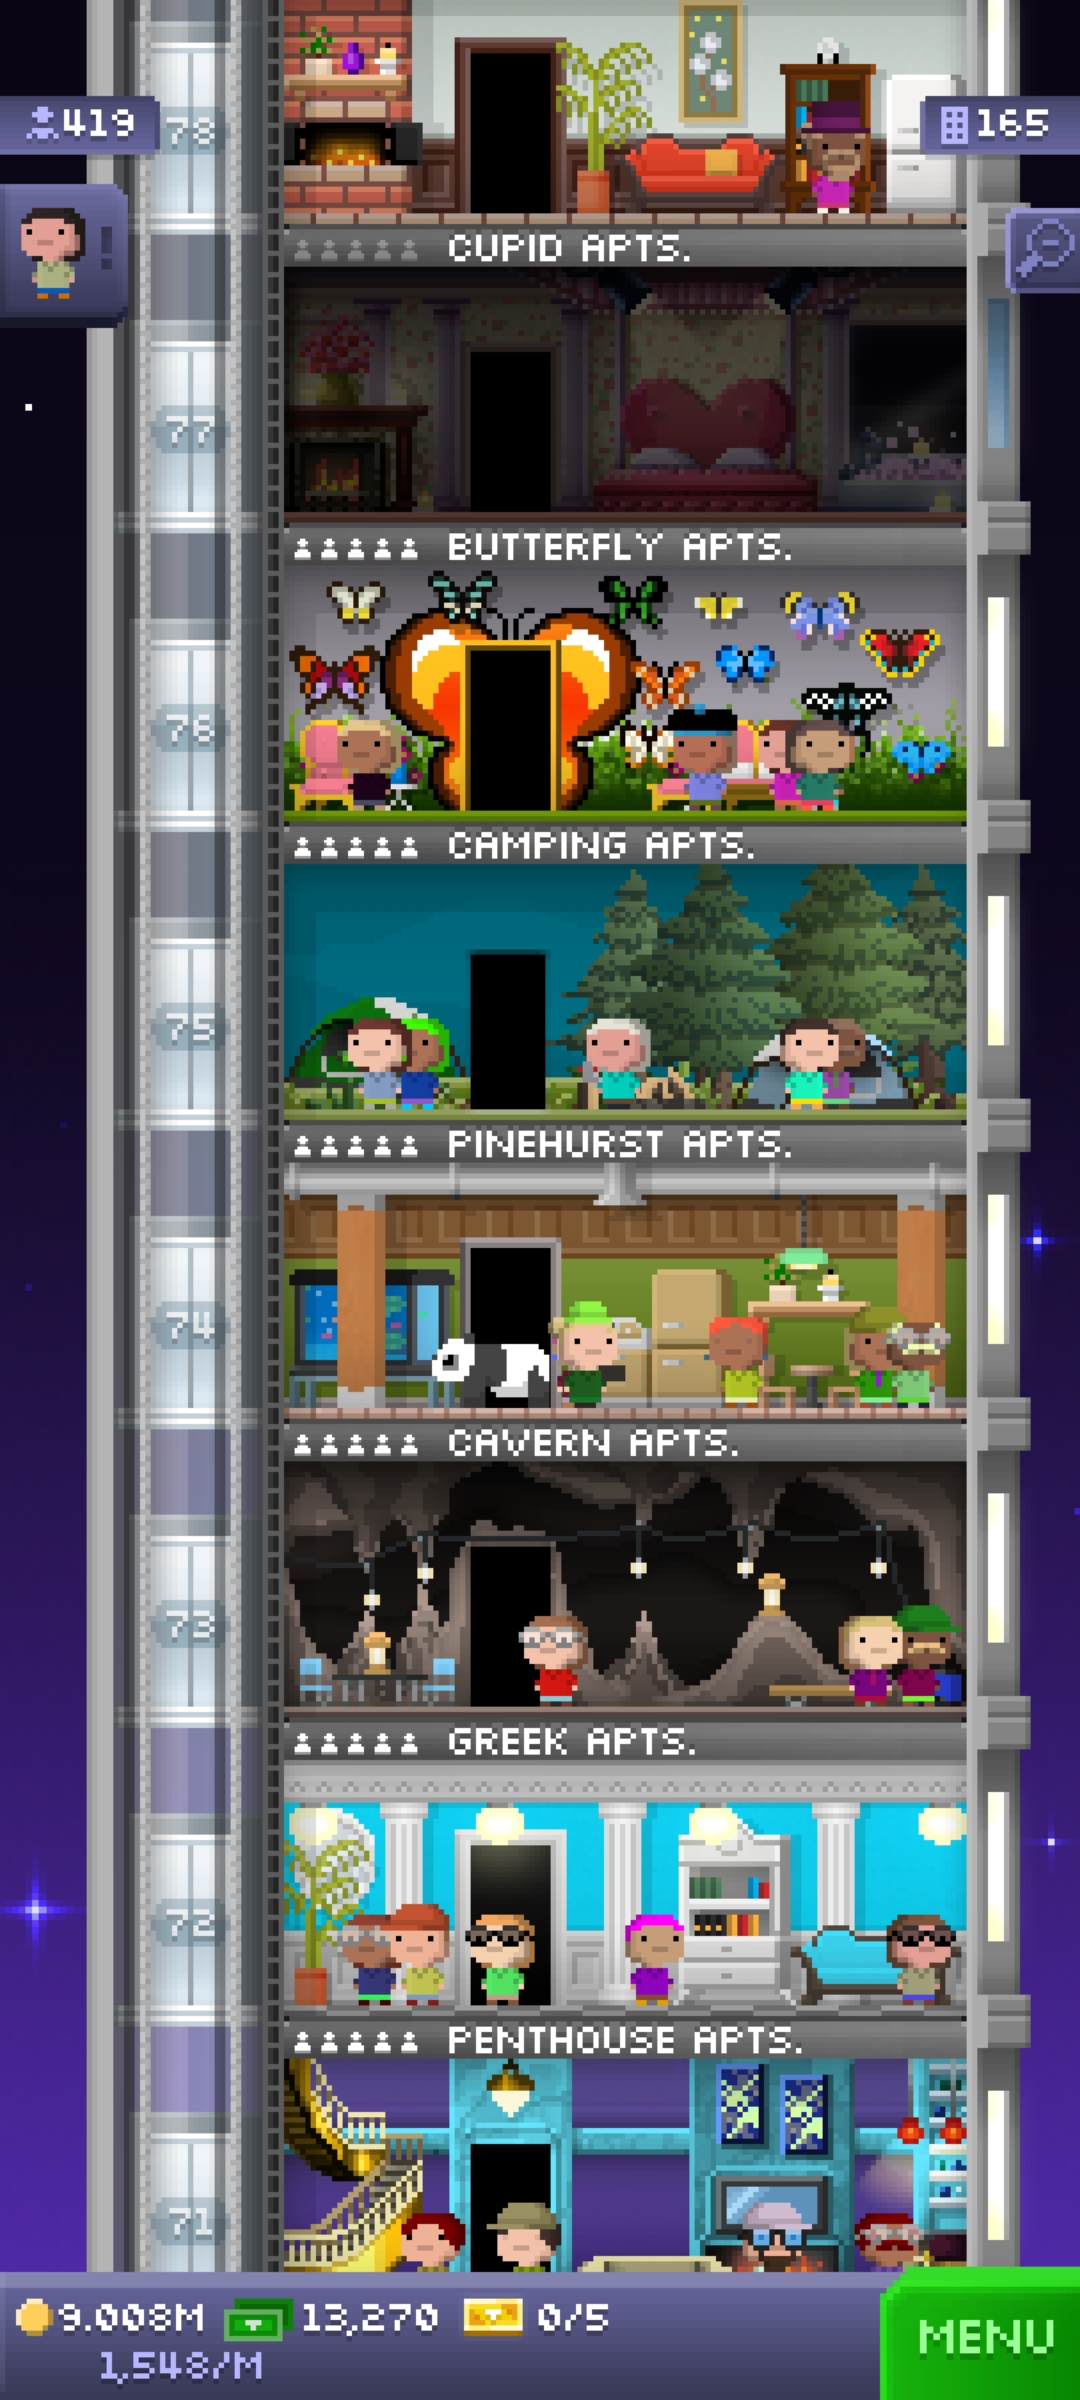 419
78
165
!
CUPID APTS.
77
BUTTERFLY APTS.
76
CAMPING APTS.
75
PINEHURST APTS.
74
CAVERN APTS.
73
GREEK APTS.
72
PENTHOUSE APTS.
71
9.008M 13,270 0/5
1,548/M
MENU